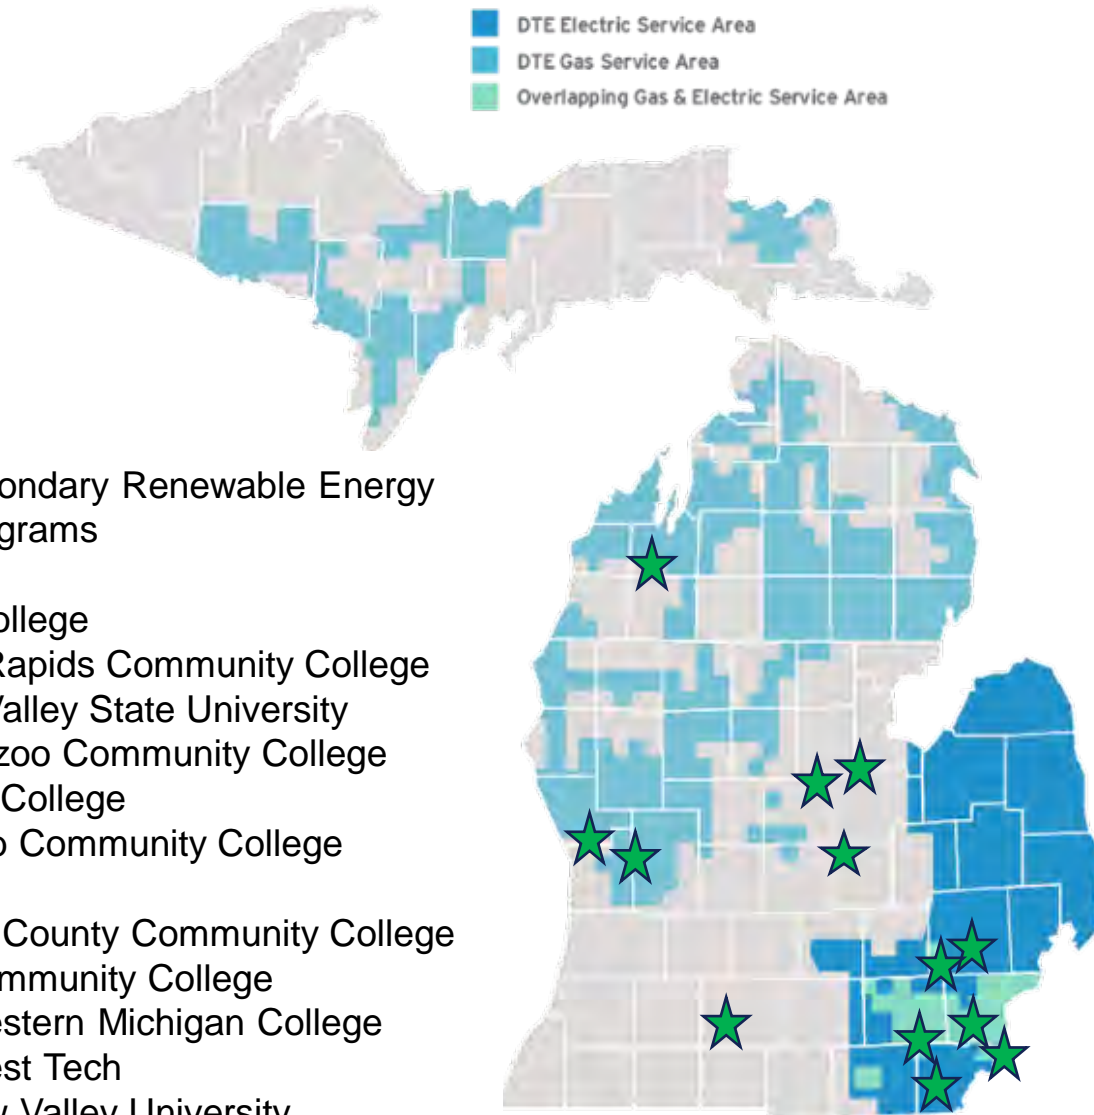 DTE Electric Service Area
DTE Gas Service Area
Overlapping Gas & Electric Service Area
ondary Renewable Energy
grams
ollege
Rapids Community College
Valley State University
zoo Community College
College
o Community College
County Community College
mmunity College
estern Michigan College
est Tech
Valley University